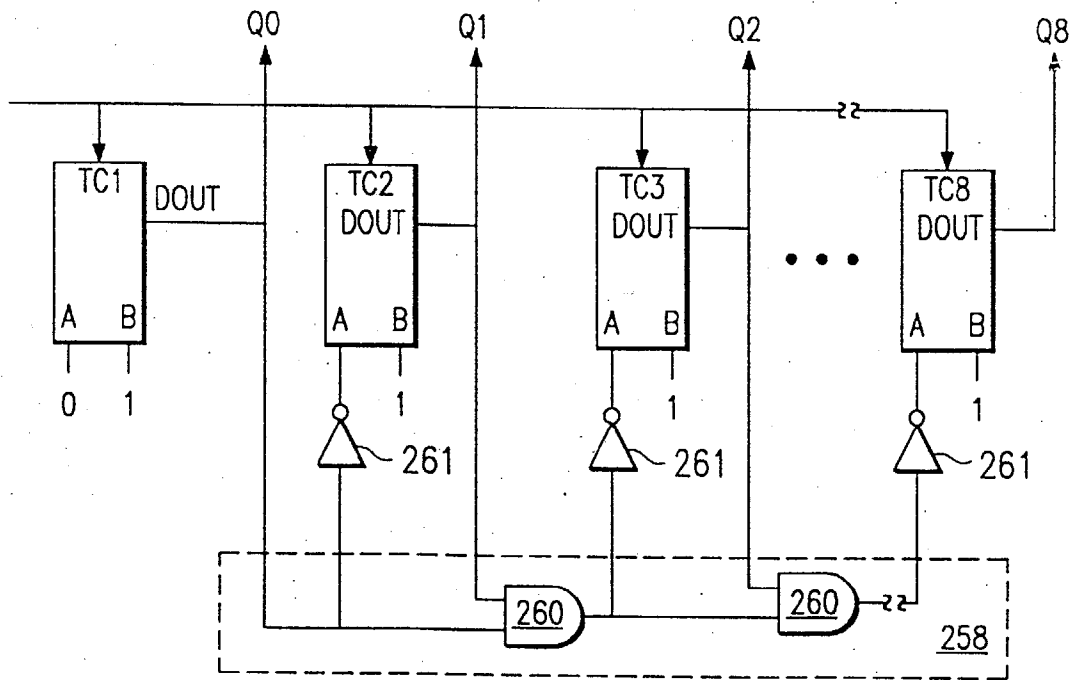 Q0 Q1 Q2 Q8
TC1 TC2 TC3 TC8
DOUT DOUT DOUT DOUT
A B A B A B A B
0 1 1 1 1
261 261 261
260 260
258